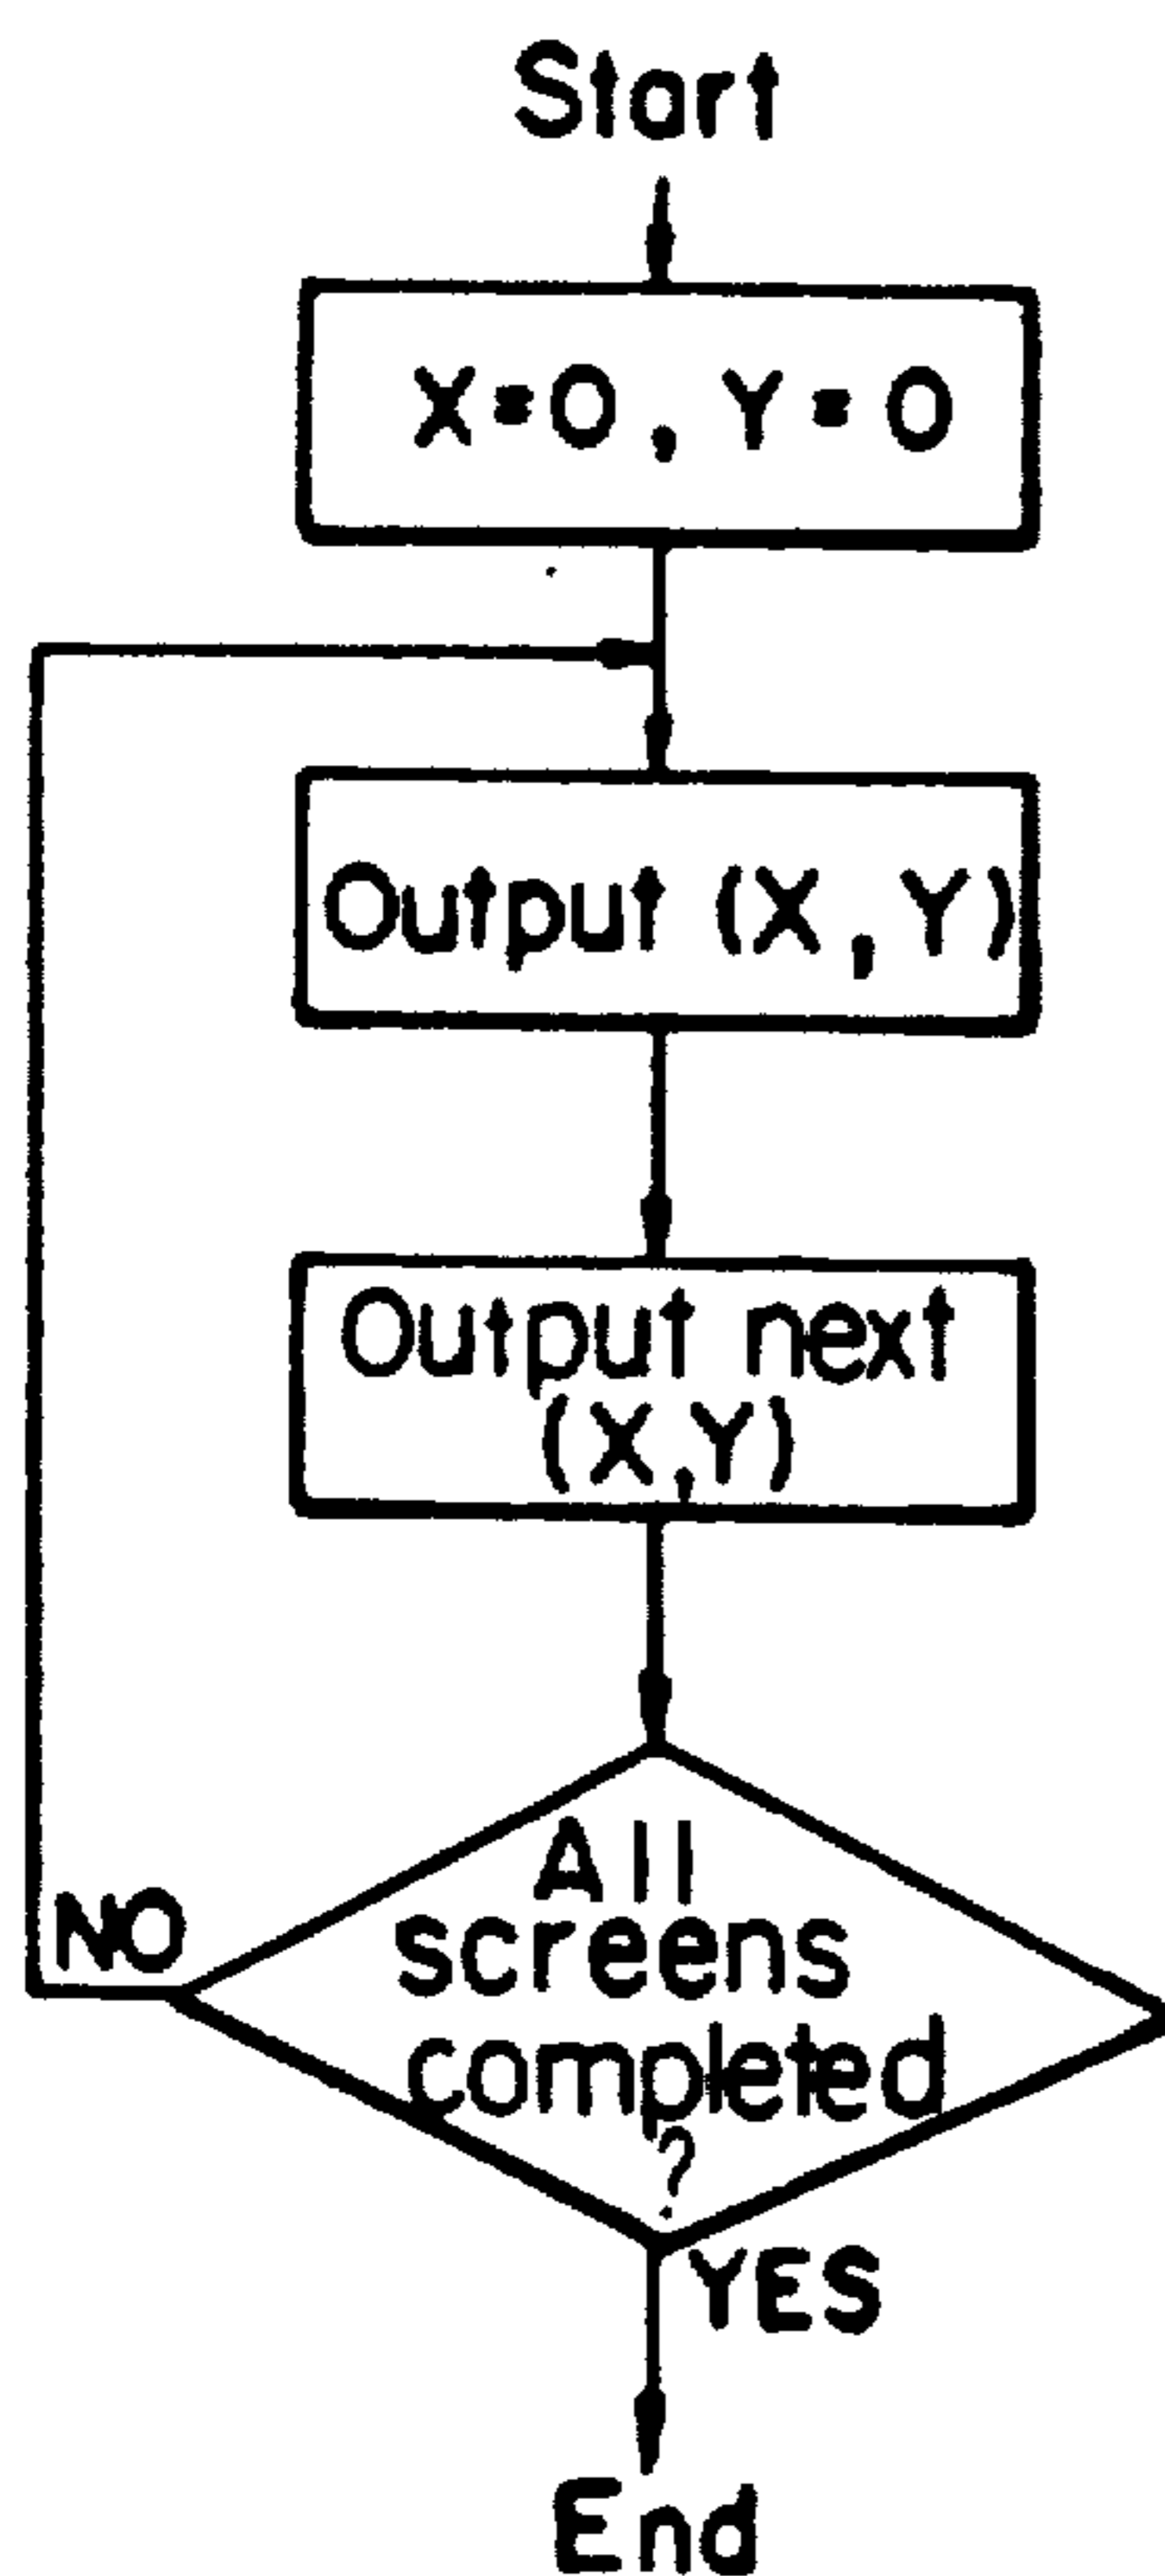 Start
X=0, Y=0
Output (X, Y)
Output next
(X,Y)
All
screens
completed
?
NO
YES
End